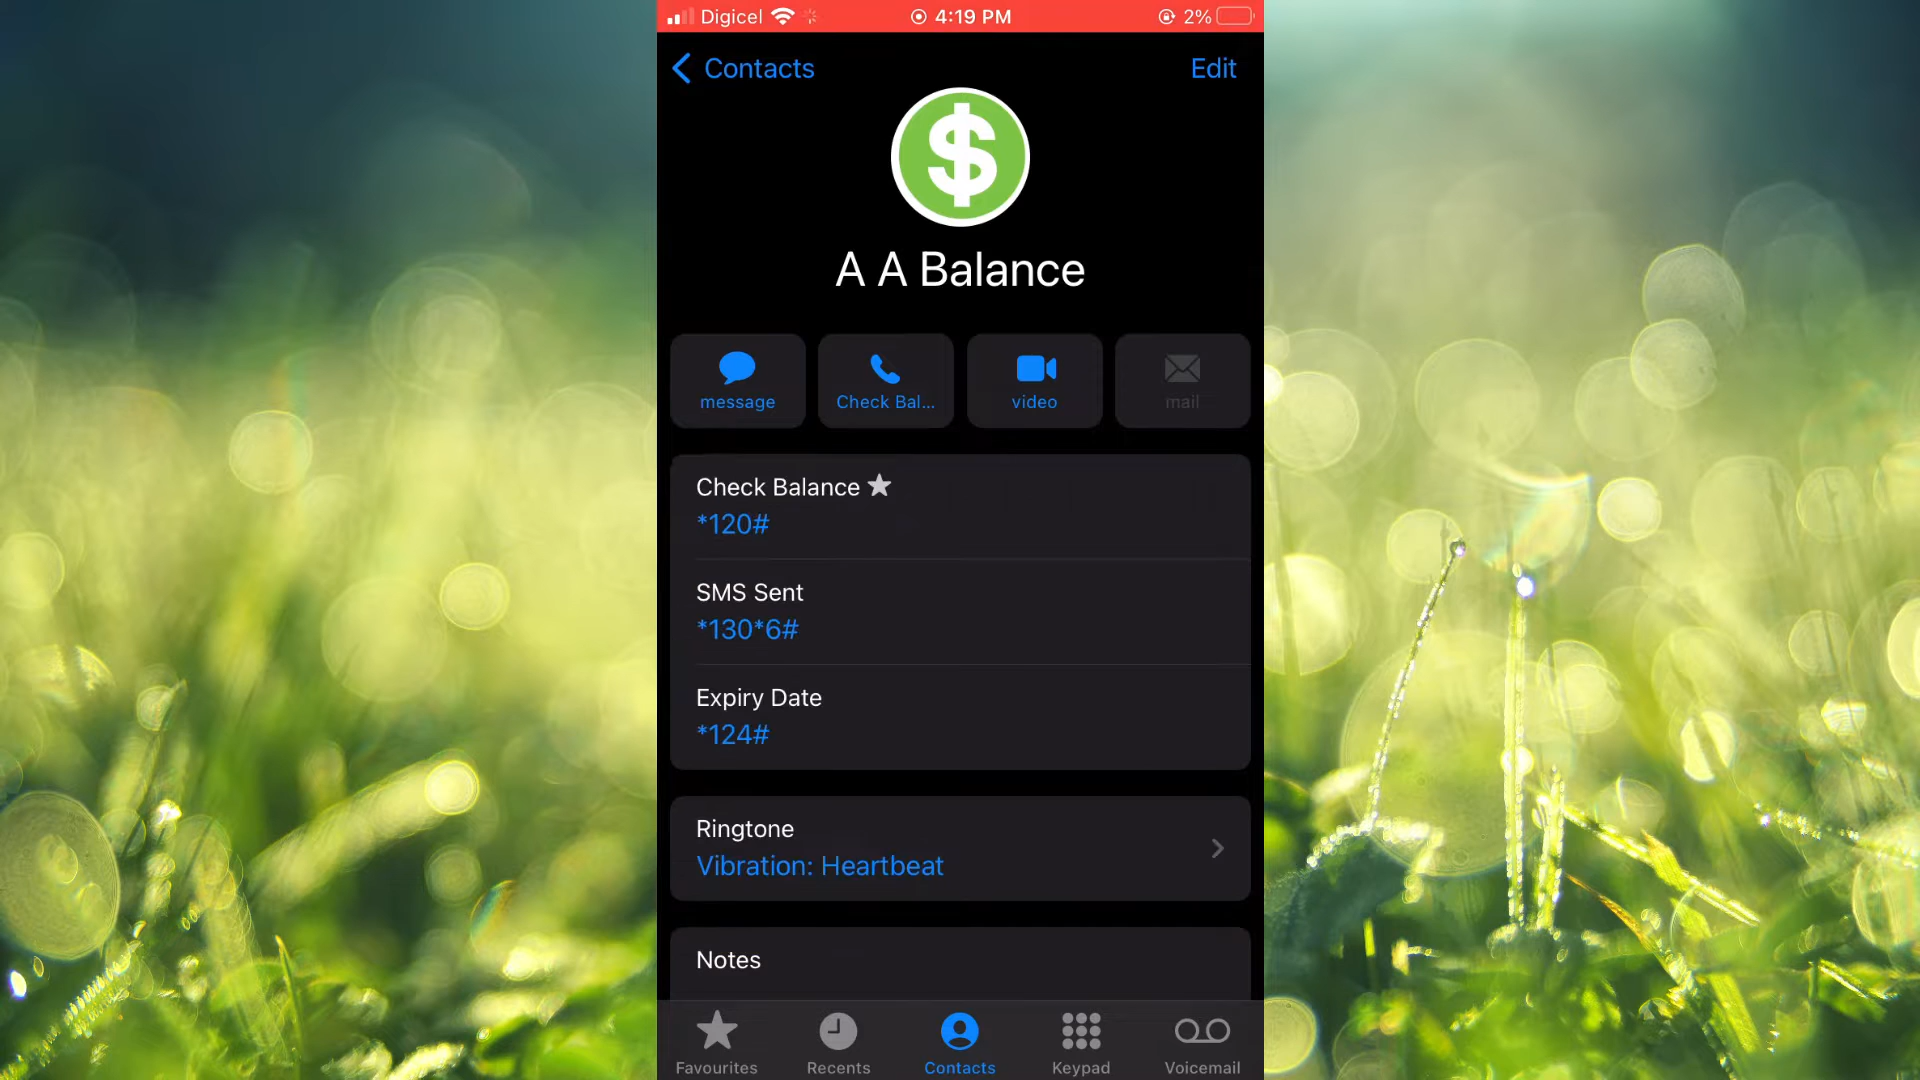 Digicel 4:19 PM 2%
Contacts Edit
$
A A Balance
message Check Bal... video mail
Check Balance
*120#
SMS Sent
*130*6#
Expiry Date
*124#
Ringtone
Vibration: Heartbeat
Notes
Favourites Recents Contacts Keypad Voicemail